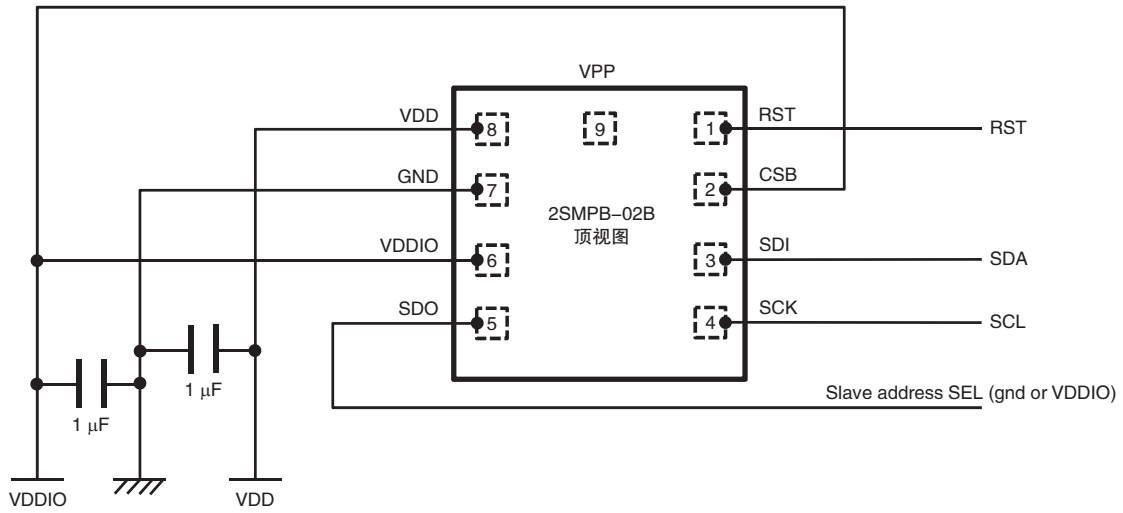 VPP
VDD
8
9
1
RST
RST
GND
7
2
CSB
2SMPB-02B
顶视图
VDDIO
6
3
SDI
SDA
SDO
5
4
SCK
SCL
1 μF
1 μF
Slave address SEL (gnd or VDDIO)
VDDIO
VDD